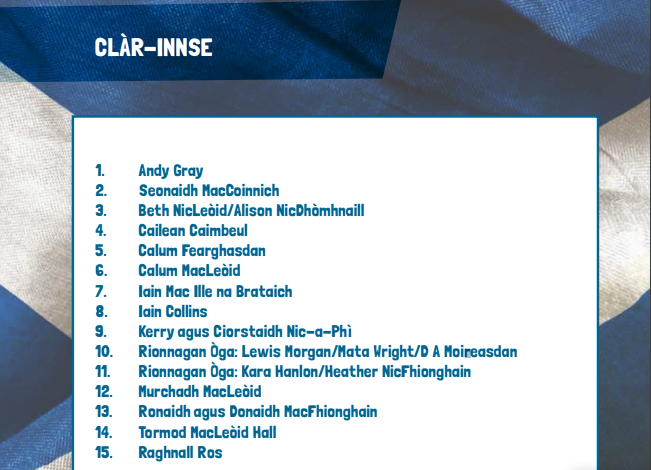 CLÀR-INNSE
1. Andy Gray
2. Seonaidh MacCoinnich
3. Beth NicLeòid/Alison NicDhòmhnaill
4. Cailean Caimbeul
5. Calum Fearghasdan
6. Calum MacLeòid
7. Iain Mac Ille na Brataich
8. Iain Collins
9. Kerry agus Ciorstaidh Nic-a-Phì
10. Rionnagan Òga: Lewis Morgan/Mata Wright/D A Moireasdan
11. Rionnagan Òga: Kara Hanlon/Heather NicFhionghain
12. Murchadh MacLeòid
13. Ronaidh agus Donaidh MacFhionghain
14. Tormod MacLeòid Hall
15. Raghnall Ros